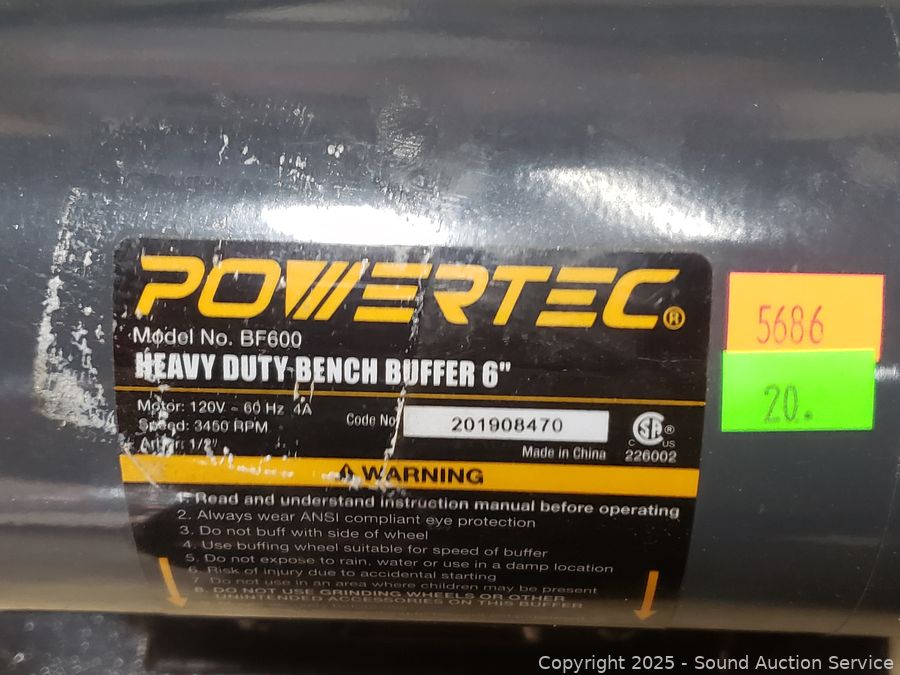 POWERTEC®
Model No. BF600
HEAVY DUTY BENCH BUFFER 6"
Motor: 120V ~ 60 Hz 4A
Speed: 3450 RPM
Arbor: 1/2"
Code No
201908470
Made in China
C US
226002
WARNING
1. Read and understand instruction manual before operating
2. Always wear ANSI compliant eye protection
3. Do not buff with side of wheel
4. Use buffing wheel suitable for speed of buffer
5. Do not expose to rain, water or use in a damp location
6. Risk of injury due to accidental starting
7. Do not use in an area where children may be present
8. DO NOT USE GRINDING WHEELS OR OTHER
UNINTENDED ACCESSORIES ON THIS BUFFER
5686
20.
Copyright © 2025 - Sound Auction Service